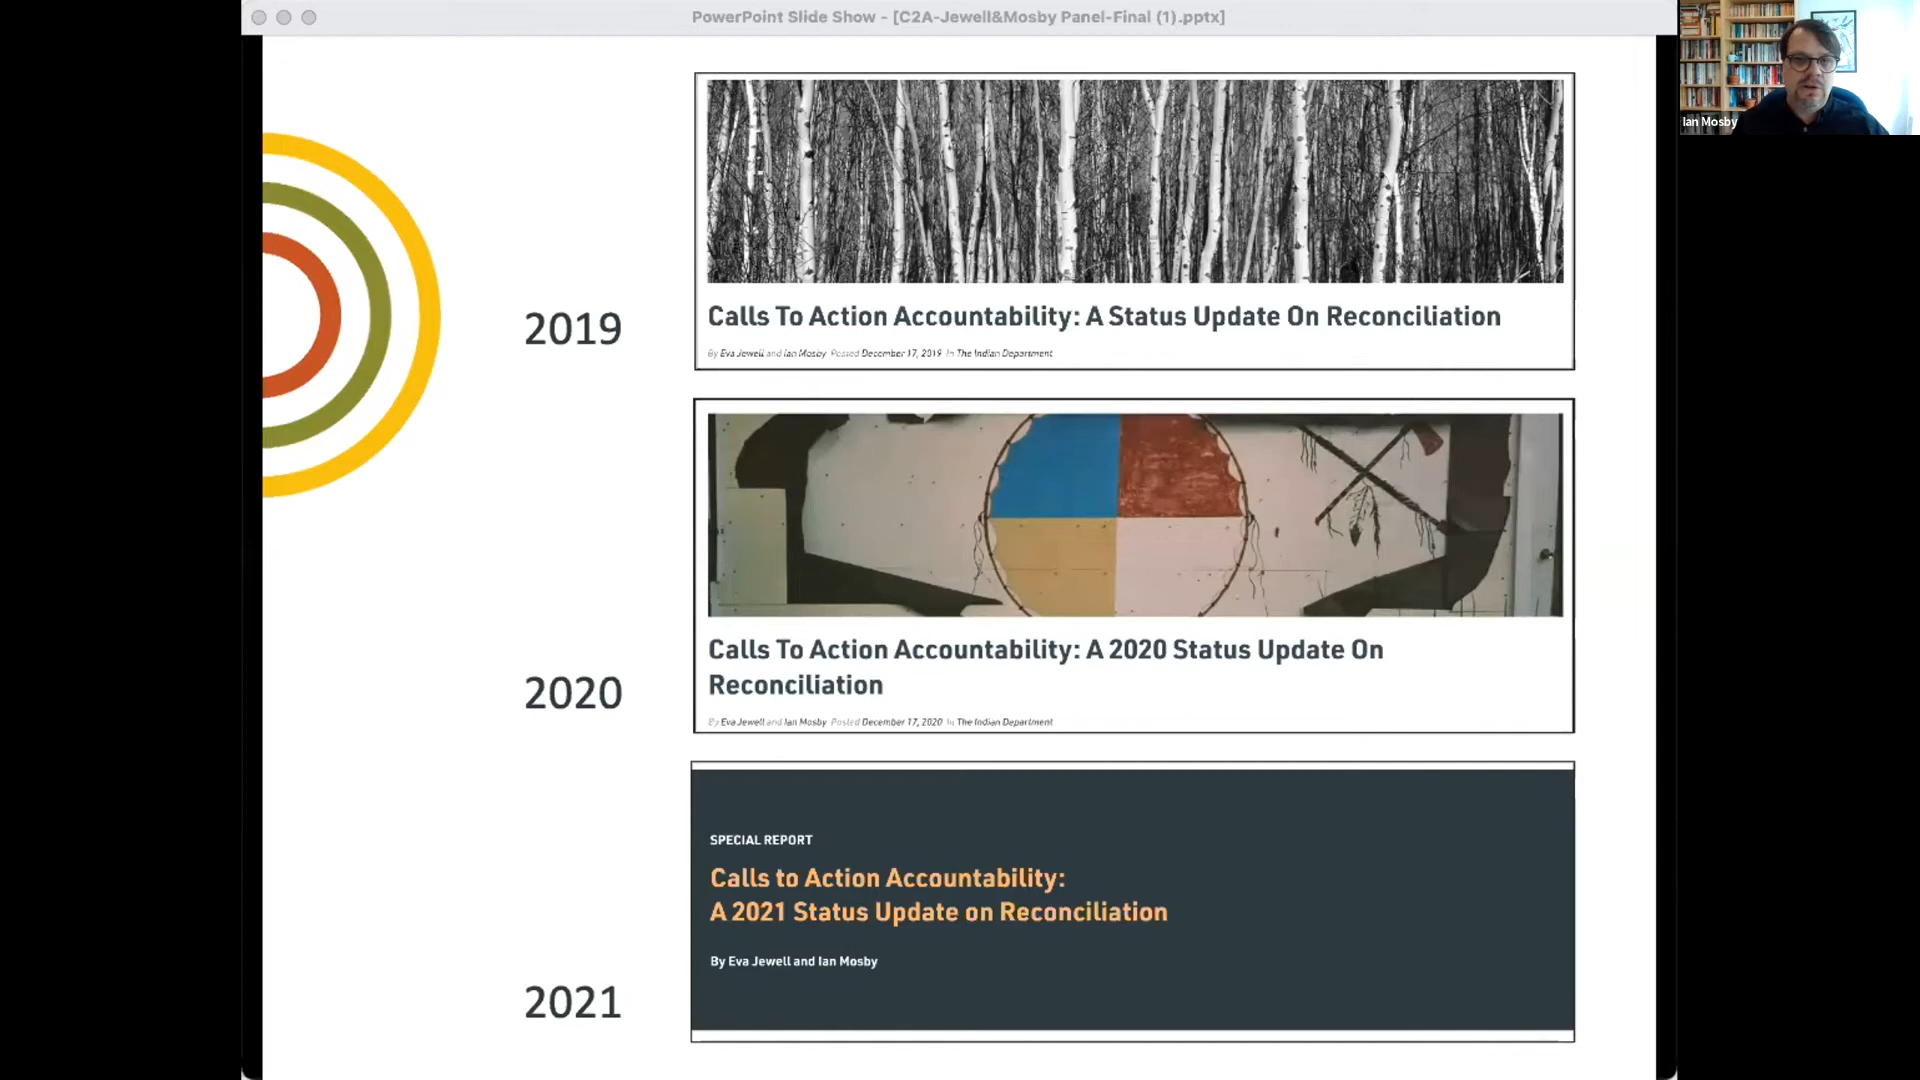 PowerPoint Slide Show - [C2A-Jewell&Mosby Panel-Final (1).pptx]
Ian Mosby
2019
Calls To Action Accountability: A Status Update On Reconciliation
By Eva Jewell and Ian Mosby Posted December 17, 2019 In The Indian Department
2020
Calls To Action Accountability: A 2020 Status Update On
Reconciliation
By Eva Jewell and Ian Mosby Posted December 17, 2020 In The Indian Department
2021
SPECIAL REPORT
Calls to Action Accountability:
A 2021 Status Update on Reconciliation
By Eva Jewell and Ian Mosby